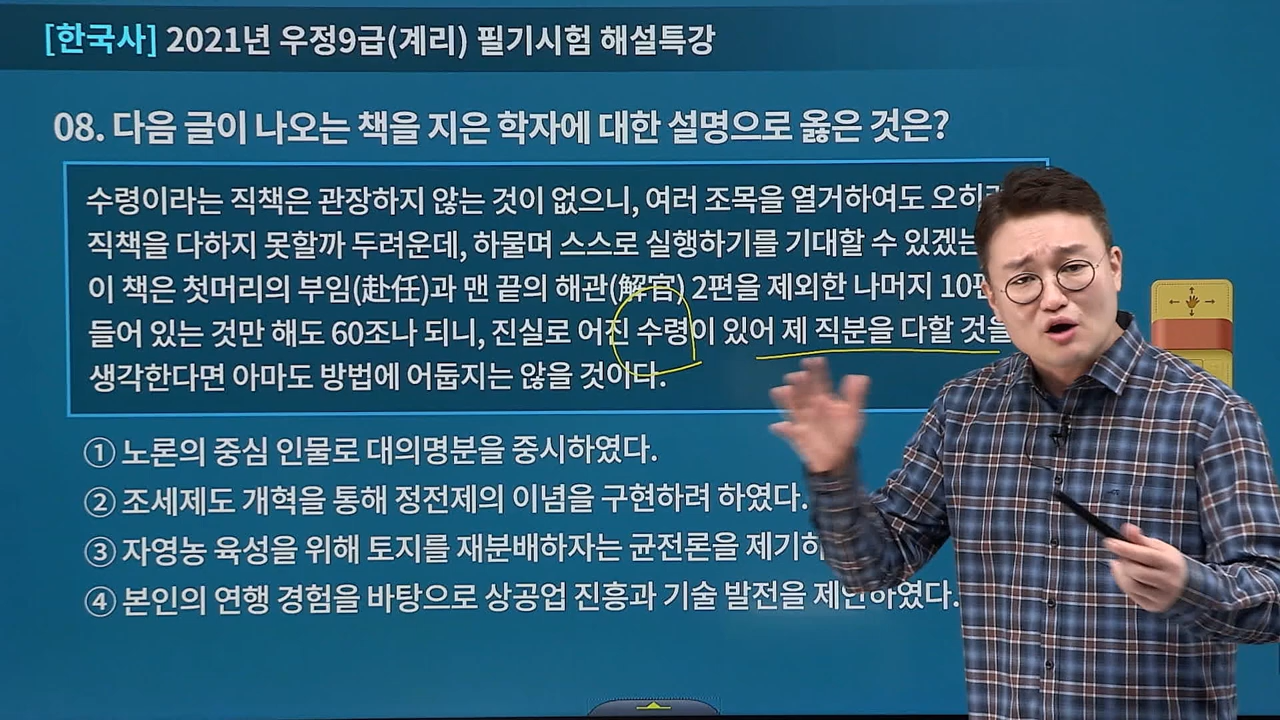 [한국사] 2021년 우정9급(계리) 필기시험 해설특강
08. 다음 글이 나오는 책을 지은 학자에 대한 설명으로 옳은 것은?
수령이라는 직책은 관장하지 않는 것이 없으니, 여러 조목을 열거하여도
직책을 다하지 못할까 두려운데, 하물며 스스로 실행하기를 기대할 수
이 책은 첫머리의 부임(赴任)과 맨 끝의 해관(解官) 2편을 제외한 나머지
들어 있는 것만 해도 60조나 되니, 진실로 어진 수령이 있어 제 직분을 다할 것을
생각한다면 아마도 방법에 어둡지는 않을 것이다.
① 노론의 중심 인물로 대의명분을 중시하였다.
② 조세제도 개혁을 통해 정전제의 이념을 구현하려 하였다.
③ 자영농 육성을 위해 토지를 재분배하자는 균전론을
④ 본인의 연행 경험을 바탕으로 상공업 진흥과 기술 발전을 제안하였다.